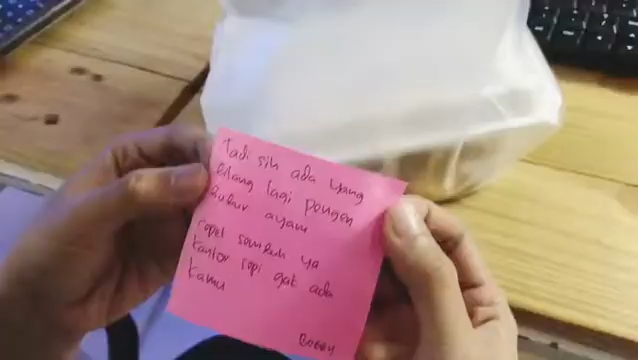 Tadi sih ada yang
bilang lagi pengen
bubur ayam
cepet sembuh ya
kantor sepi gak ada
kamu
Bobby